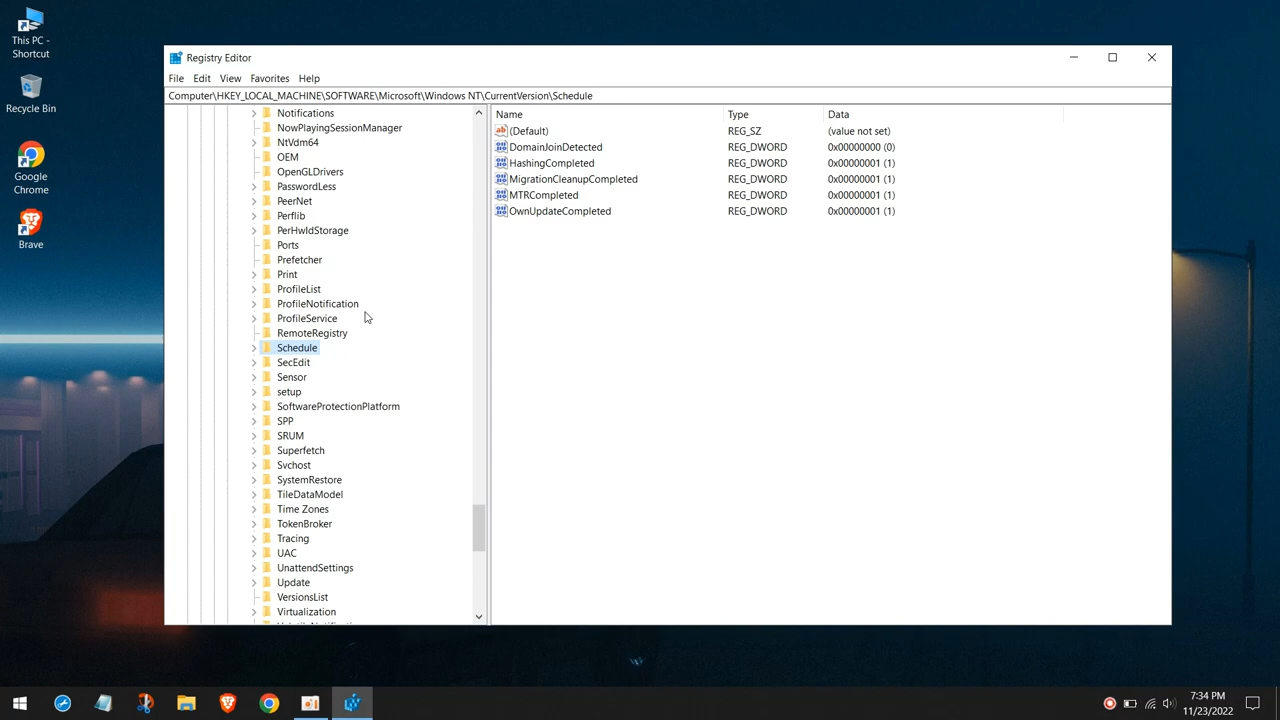 This PC -
Shortcut
Recycle Bin
Google
Chrome
Brave
Registry Editor
File Edit View Favorites Help
Computer\HKEY_LOCAL_MACHINE\SOFTWARE\Microsoft\Windows NT\CurrentVersion\Schedule
Notifications
NowPlayingSessionManager
NtVdm64
OEM
OpenGLDrivers
PasswordLess
PeerNet
Perflib
PerHwIdStorage
Ports
Prefetcher
Print
ProfileList
ProfileNotification
ProfileService
RemoteRegistry
Schedule
SecEdit
Sensor
setup
SoftwareProtectionPlatform
SPP
SRUM
Superfetch
Svchost
SystemRestore
TileDataModel
Time Zones
TokenBroker
Tracing
UAC
UnattendSettings
Update
VersionsList
Virtualization
Name Type Data
(Default) REG_SZ (value not set)
DomainJoinDetected REG_DWORD 0x00000000 (0)
HashingCompleted REG_DWORD 0x00000001 (1)
MigrationCleanupCompleted REG_DWORD 0x00000001 (1)
MTRCompleted REG_DWORD 0x00000001 (1)
OwnUpdateCompleted REG_DWORD 0x00000001 (1)
7:34 PM
11/23/2022